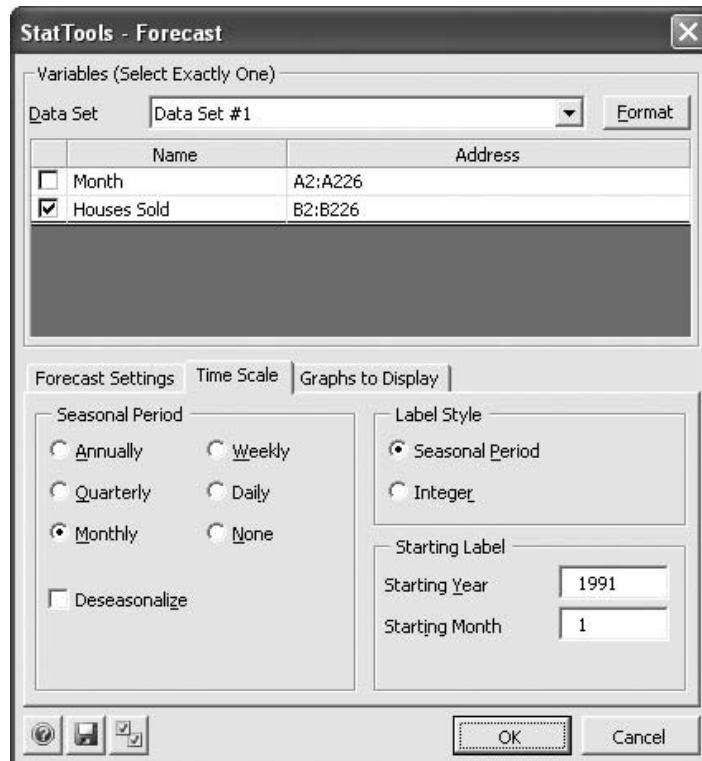 StatTools - Forecast
Variables (Select Exactly One)
Data Set Data Set #1 Format
Name Address
Month A2:A226
Houses Sold B2:B226
Forecast Settings Time Scale Graphs to Display
Seasonal Period
Annually Weekly
Quarterly Daily
Monthly None
Deseasonalize
Label Style
Seasonal Period
Integer
Starting Label
Starting Year 1991
Starting Month 1
OK Cancel